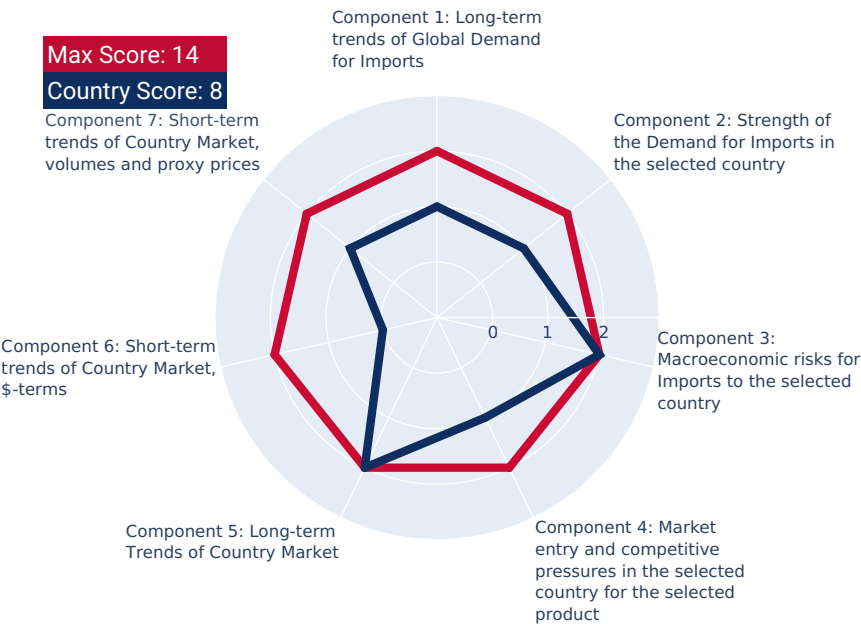 Component 1: Long-term
trends of Global Demand
for Imports
Max Score: 14
Country Score: 8
Component 7: Short-term
trends of Country Market,
volumes and proxy prices
Component 2: Strength of
the Demand for Imports in
the selected country
0
1
2
Component 3:
Macroeconomic risks for
Imports to the selected
country
Component 6: Short-term
trends of Country Market,
$-terms
Component 5: Long-term
Trends of Country Market
Component 4: Market
entry and competitive
pressures in the selected
country for the selected
product